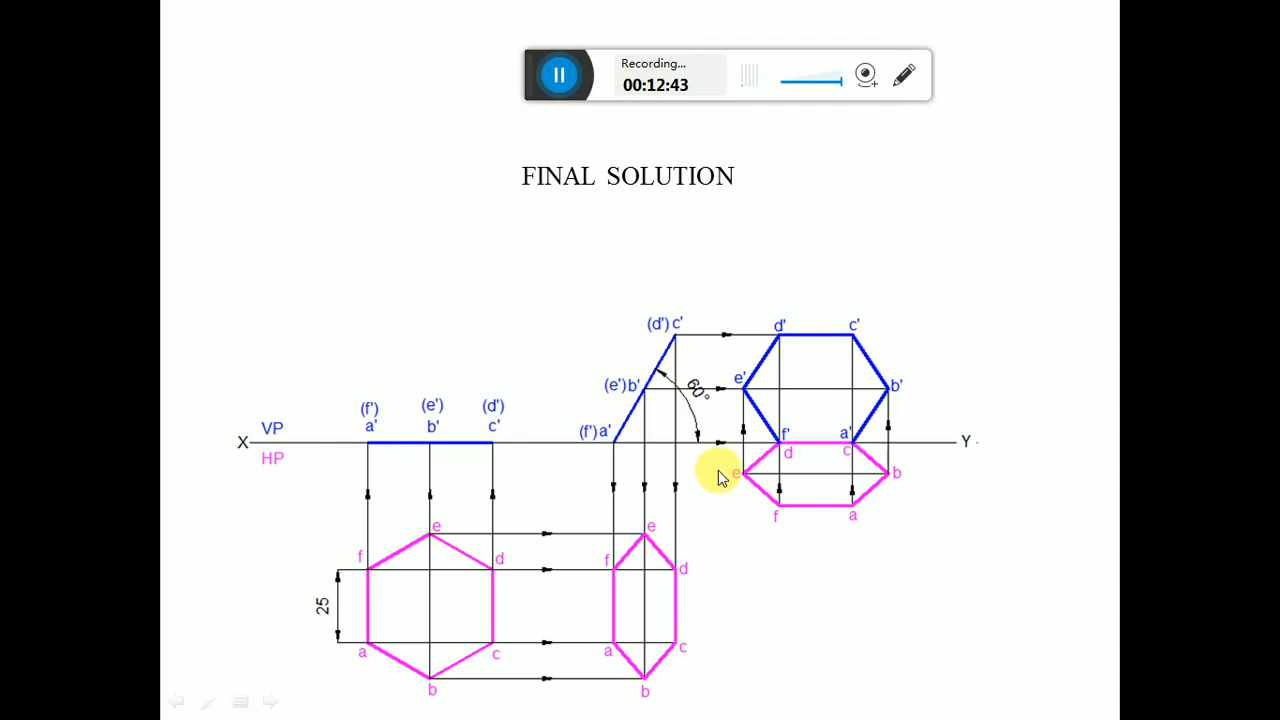 Recording...
00:12:43
FINAL SOLUTION
(d') c'
d' c'
(e') b'
60°
e' b'
(f') (e') (d')
a' b' c'
VP
(f') a'
f' a'
X
Y
HP
d c
e b
f a
e
e
f d
f d
25
a c
a c
b
b